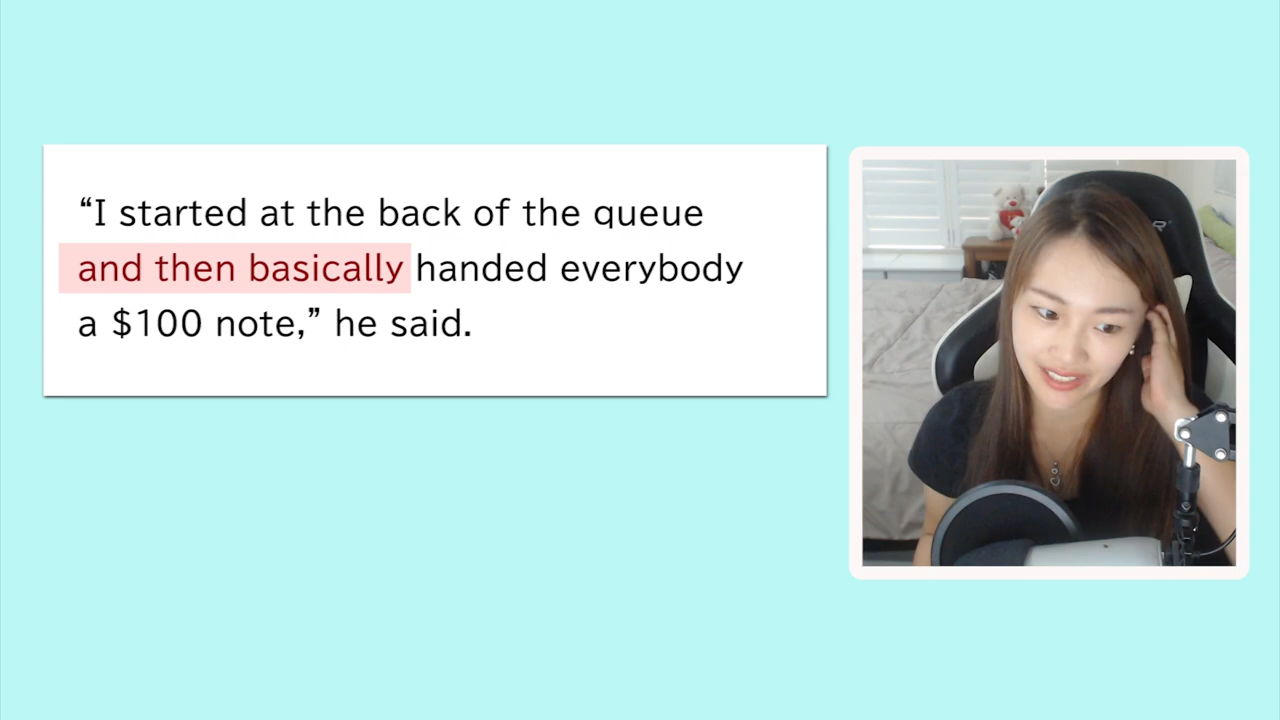 “I started at the back of the queue
and then basically handed everybody
a $100 note,” he said.